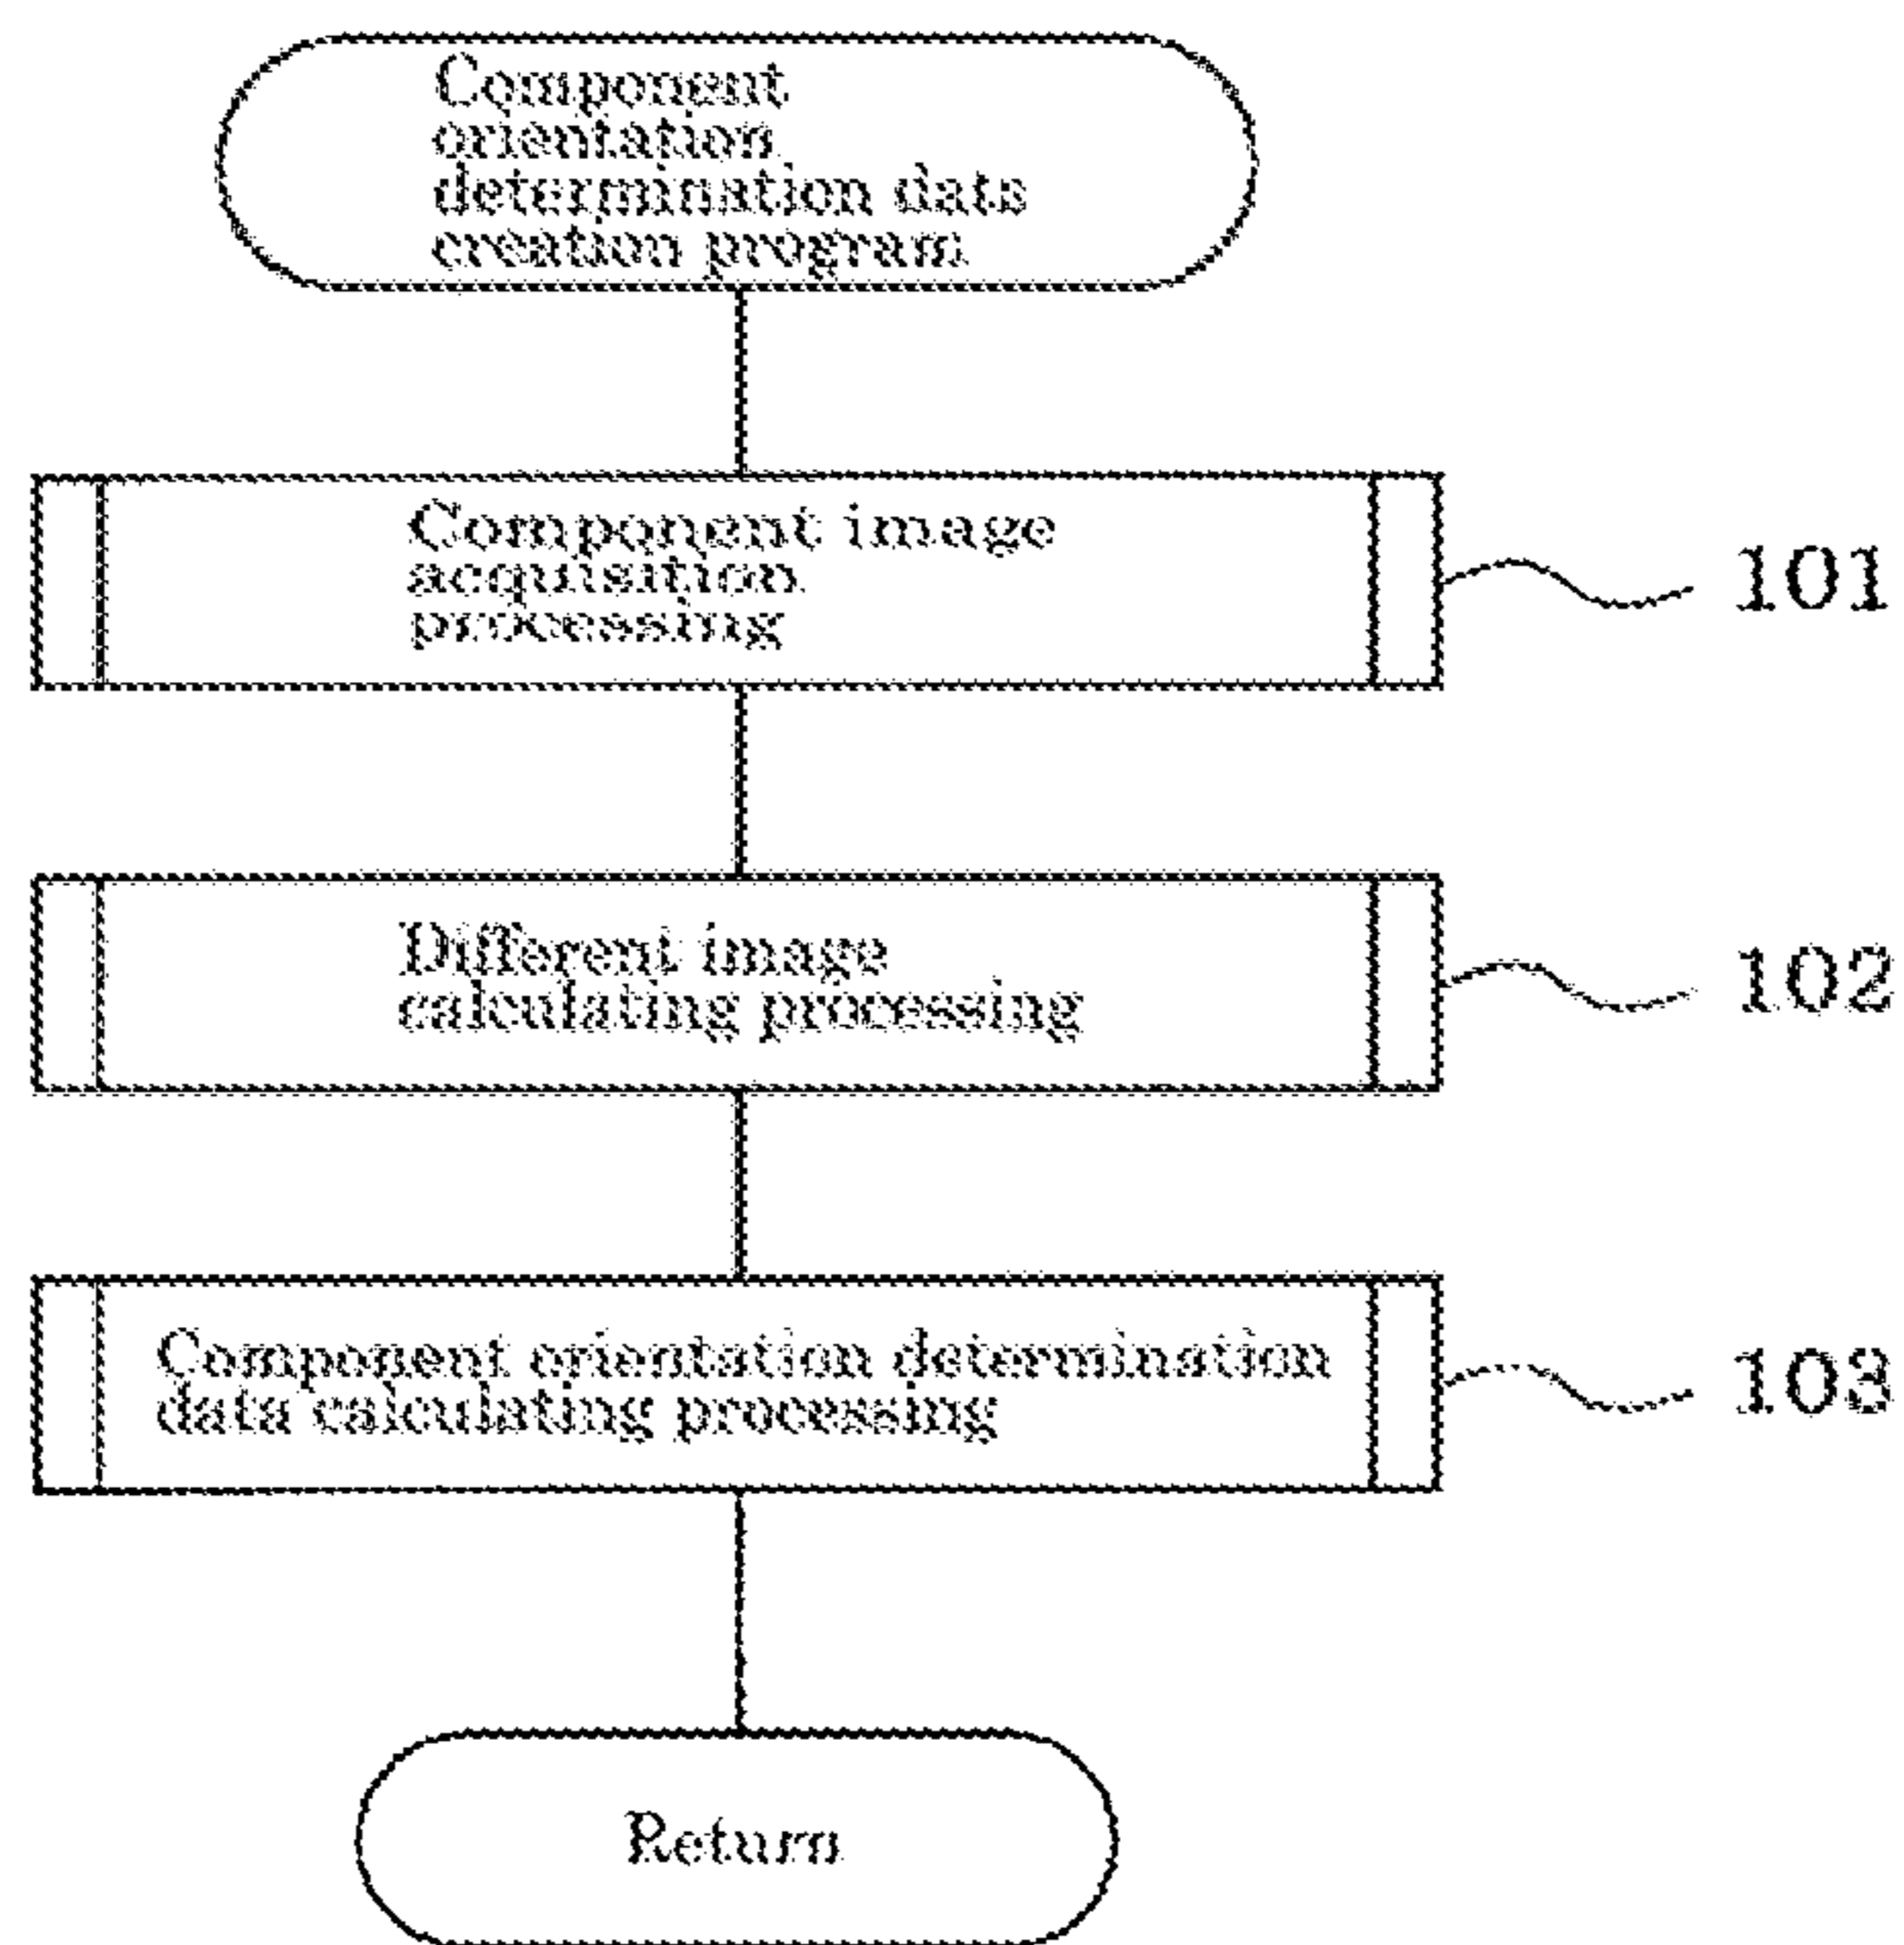 Component
orientation
determination data
creation program
Component image
acquisition
processing
101
Different image
calculating processing
102
Component orientation determination
data calculating processing
103
Return